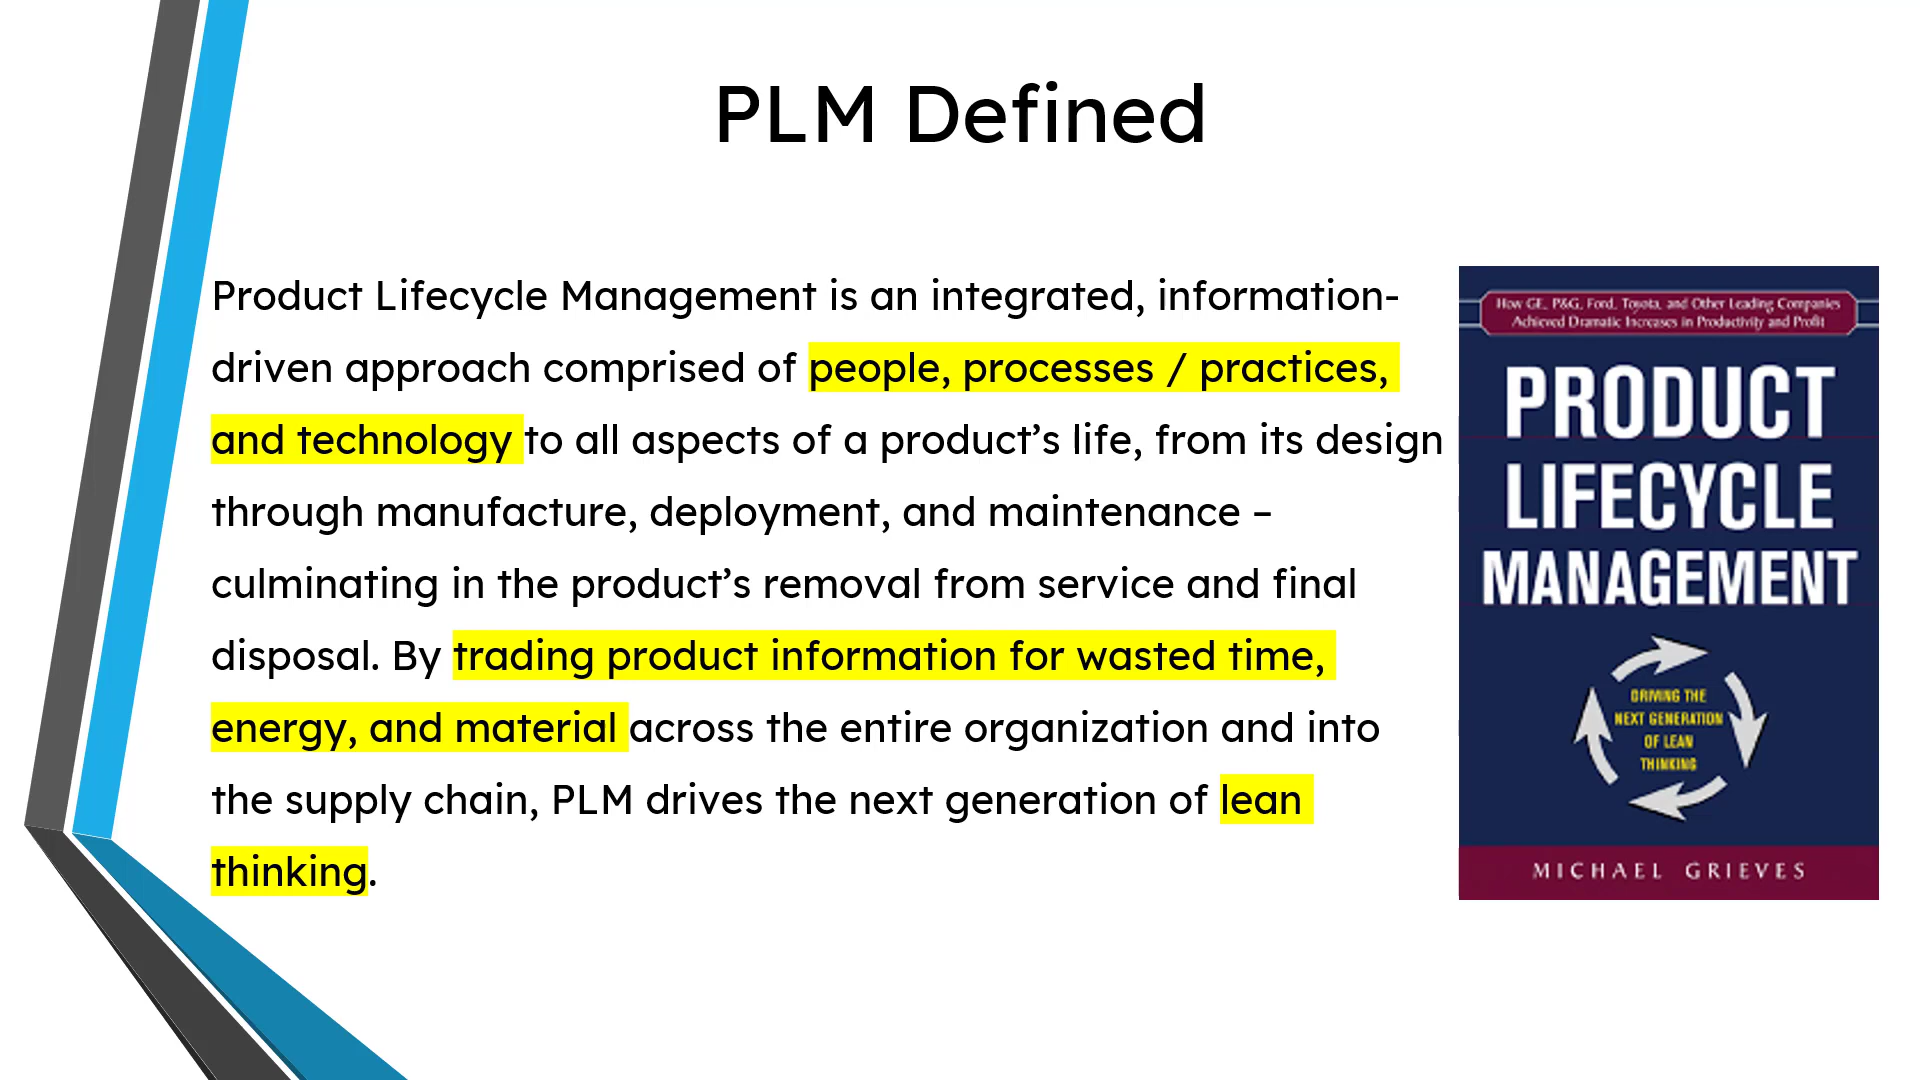 PLM Defined
Product Lifecycle Management is an integrated, information-
driven approach comprised of people, processes / practices,
and technology to all aspects of a product’s life, from its design
through manufacture, deployment, and maintenance –
culminating in the product’s removal from service and final
disposal. By trading product information for wasted time,
energy, and material across the entire organization and into
the supply chain, PLM drives the next generation of lean
thinking.
How GE, P&G, Ford, Toyota, and Other Leading Companies
Achieved Dramatic Increases in Productivity and Profit
PRODUCT
LIFECYCLE
MANAGEMENT
DRIVING THE
NEXT GENERATION
OF LEAN
THINKING
MICHAEL GRIEVES